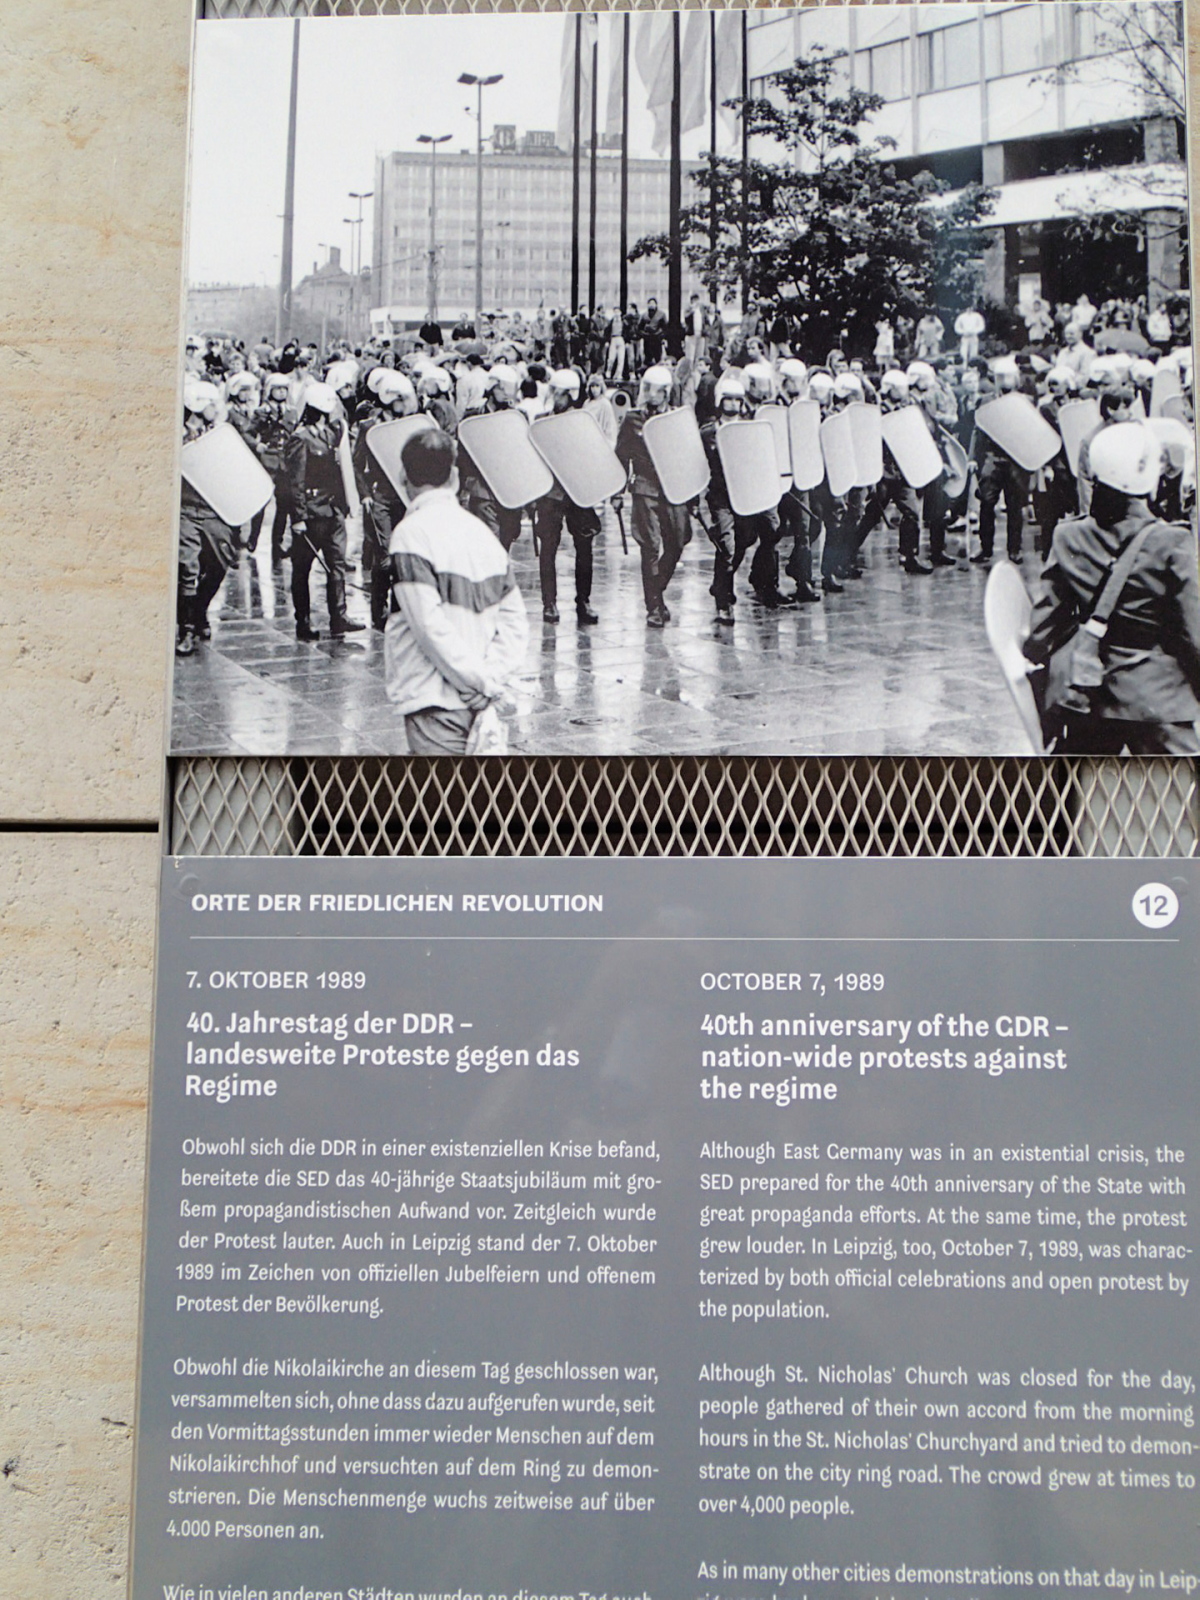 ORTE DER FRIEDLICHEN REVOLUTION
12
7. OKTOBER 1989
40. Jahrestag der DDR –
landesweite Proteste gegen das
Regime
Obwohl sich die DDR in einer existenziellen Krise befand,
bereitete die SED das 40-jährige Staatsjubiläum mit gro-
ßem propagandistischen Aufwand vor. Zeitgleich wurde
der Protest lauter. Auch in Leipzig stand der 7. Oktober
1989 im Zeichen von offiziellen Jubelfeiern und offenem
Protest der Bevölkerung.
Obwohl die Nikolaikirche an diesem Tag geschlossen war,
versammelten sich, ohne dass dazu aufgerufen wurde, seit
den Vormittagsstunden immer wieder Menschen auf dem
Nikolaikirchhof und versuchten auf dem Ring zu demon-
strieren. Die Menschenmenge wuchs zeitweise auf über
4.000 Personen an.
Wie in vielen anderen Städten wurden an diesem Tag auch
OCTOBER 7, 1989
40th anniversary of the GDR –
nation-wide protests against
the regime
Although East Germany was in an existential crisis, the
SED prepared for the 40th anniversary of the State with
great propaganda efforts. At the same time, the protest
grew louder. In Leipzig, too, October 7, 1989, was charac-
terized by both official celebrations and open protest by
the population.
Although St. Nicholas' Church was closed for the day,
people gathered of their own accord from the morning
hours in the St. Nicholas' Churchyard and tried to demon-
strate on the city ring road. The crowd grew at times to
over 4,000 people.
As in many other cities demonstrations on that day in Leip-